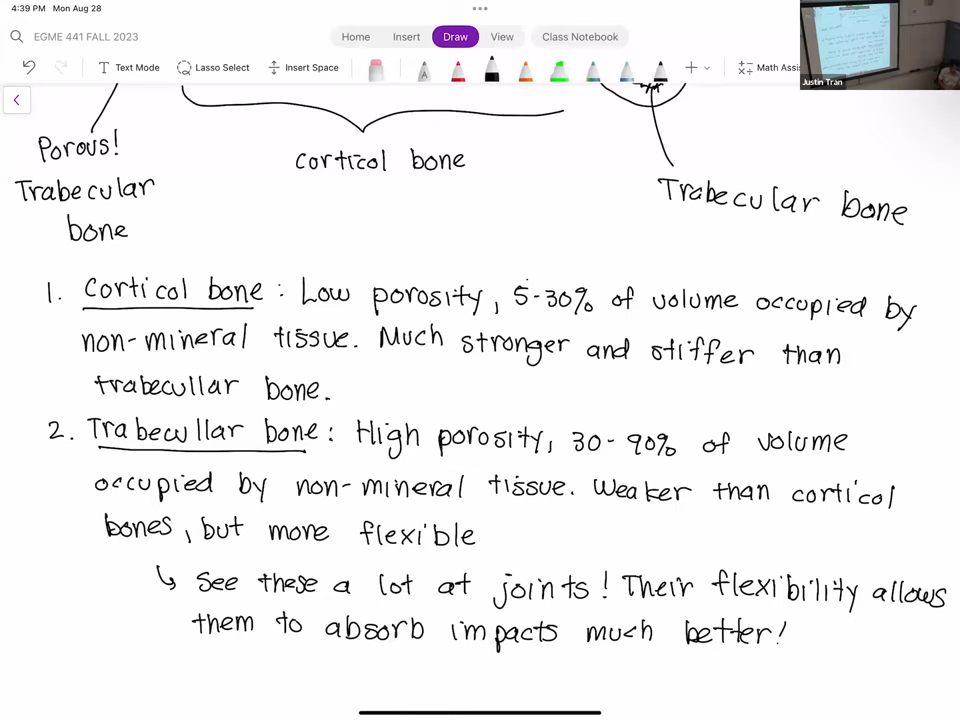 4:39 PM Mon Aug 28
EGME 441 FALL 2023
Home Insert Draw View Class Notebook
Text Mode Lasso Select Insert Space Math Assis
Justin Tran
Porous!
Trabecular
bone
corticol bone
Trabecular bone
1. Corticol bone: Low porosity, 5-30% of volume occupied by
non-mineral tissue. Much stronger and stiffer than
trabecullar bone.
2. Trabecullar bone: High porosity, 30-90% of volume
occupied by non-mineral tissue. Weaker than corticol
bones, but more flexible
↳ See these a lot at joints! Their flexibility allows
them to absorb impacts much better!